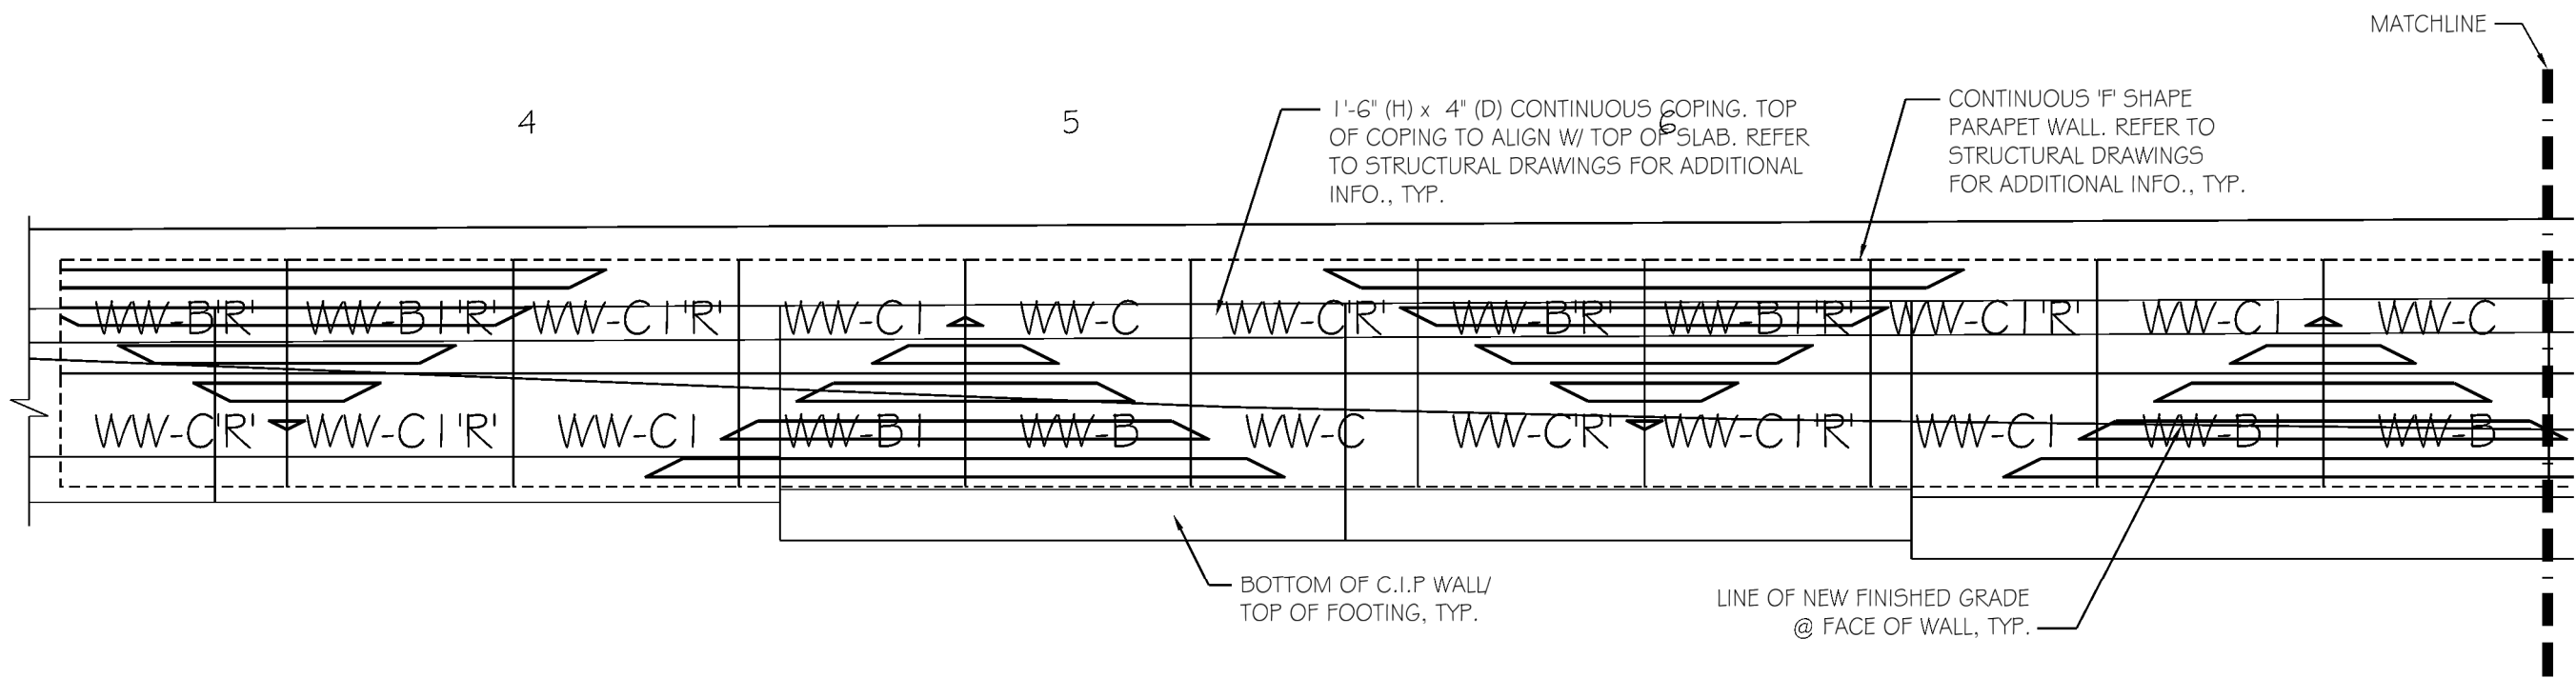 MATCHLINE
4
5
6
1'-6" (H) x 4" (D) CONTINUOUS COPING. TOP
OF COPING TO ALIGN W/ TOP OF SLAB. REFER
TO STRUCTURAL DRAWINGS FOR ADDITIONAL
INFO., TYP.
CONTINUOUS 'F' SHAPE
PARAPET WALL. REFER TO
STRUCTURAL DRAWINGS
FOR ADDITIONAL INFO., TYP.
WW-B'R' WW-B1'R' WW-C1'R' WW-C1 WW-C WW-C'R' WW-B'R' WW-B1'R' WW-C1'R' WW-C1 WW-C
WW-C'R' WW-C1'R' WW-C1 WW-B1 WW-B WW-C WW-C'R' WW-C1'R' WW-C1 WW-B1 WW-B
BOTTOM OF C.I.P WALL/
TOP OF FOOTING, TYP.
LINE OF NEW FINISHED GRADE
@ FACE OF WALL, TYP.